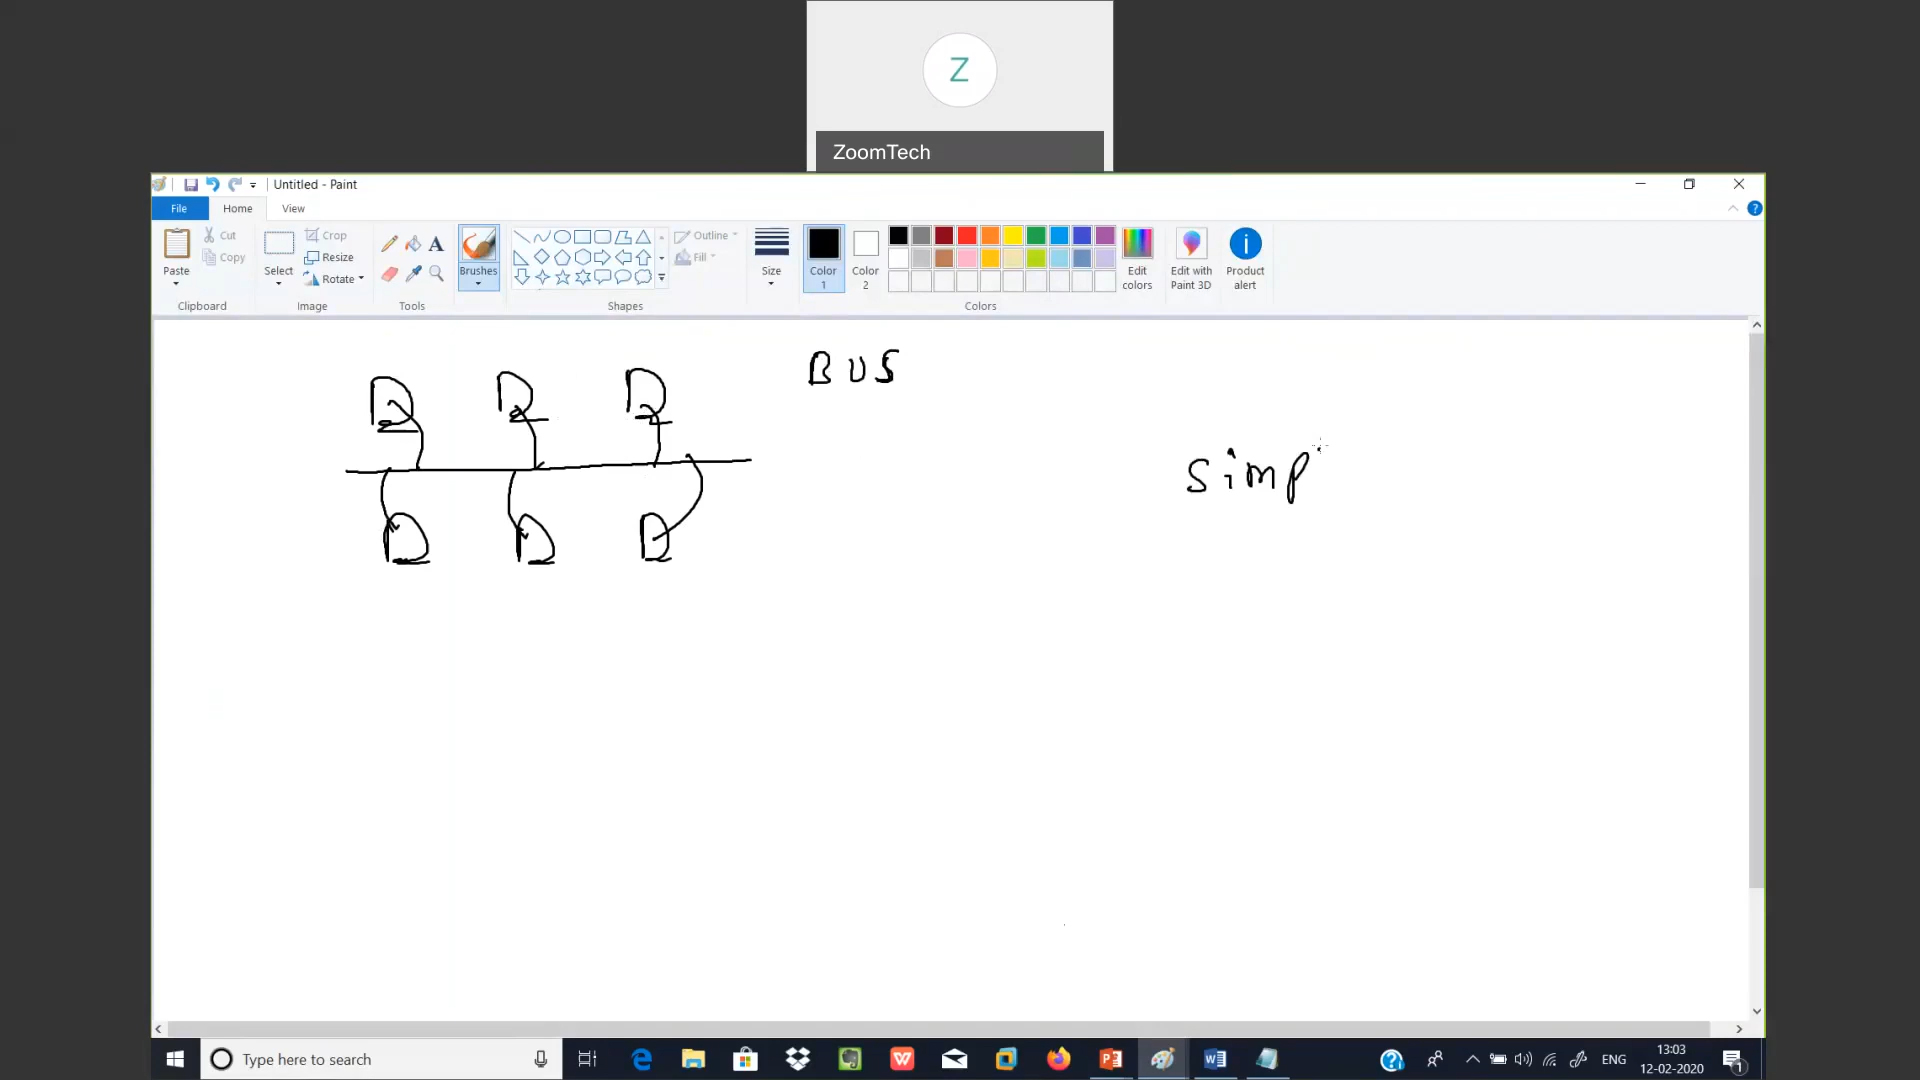 Z
ZoomTech
Untitled - Paint
File Home View
Cut
Copy
Paste
Clipboard
Select
Crop
Resize
Rotate
Image
A
Tools
Brushes
Outline
Fill
Shapes
Size
Color 1
Color 2
Edit colors
Colors
Edit with Paint 3D
Product alert
BUS
D D D
D D D
Simp
Type here to search
ENG
13:03
12-02-2020
1